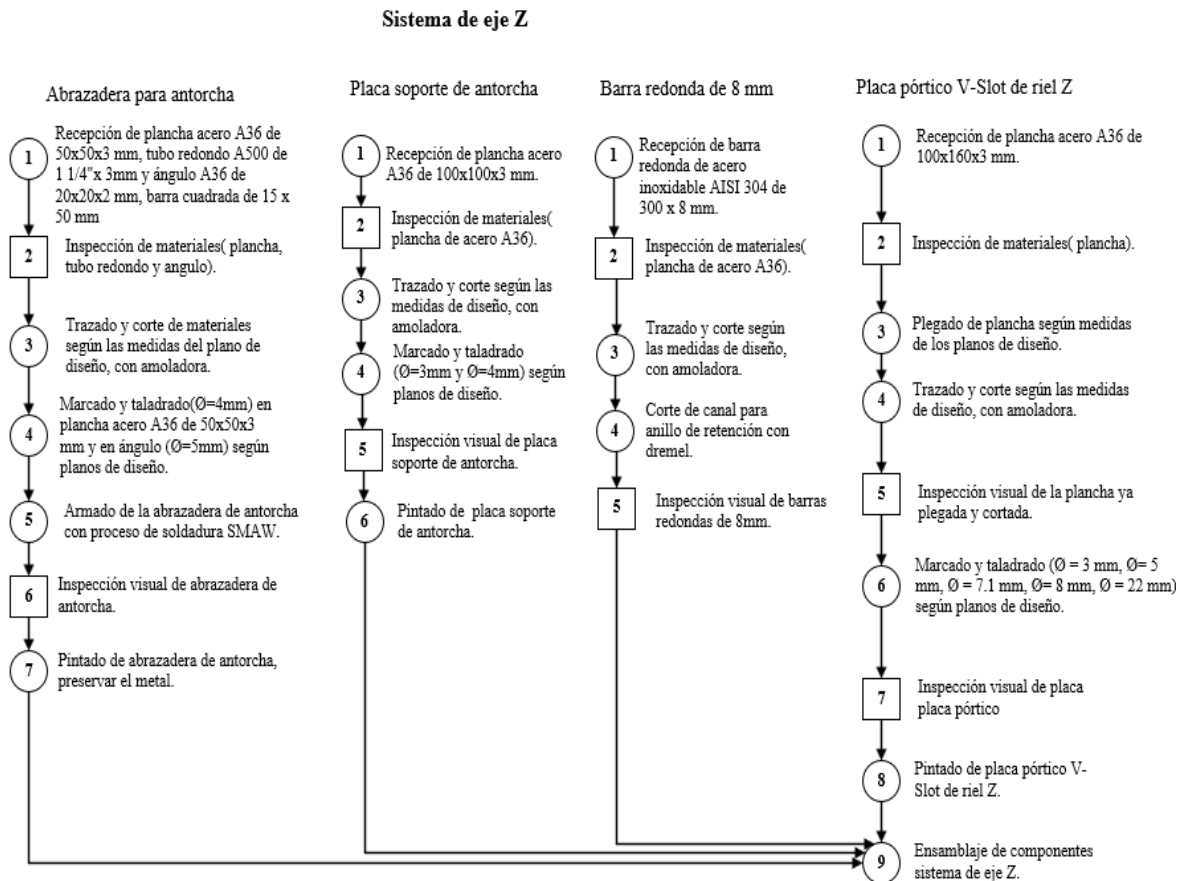 Sistema de eje Z
Abrazadera para antorcha
1
Recepción de plancha acero A36 de
50x50x3 mm, tubo redondo A500 de
1 1/4"x 3mm y ángulo A36 de
20x20x2 mm, barra cuadrada de 15 x
50 mm
2
Inspección de materiales( plancha,
tubo redondo y angulo).
3
Trazado y corte de materiales
según las medidas del plano de
diseño, con amoladora.
4
Marcado y taladrado(Ø=4mm) en
plancha acero A36 de 50x50x3
mm y en ángulo (Ø=5mm) según
planos de diseño.
5
Armado de la abrazadera de antorcha
con proceso de soldadura SMAW.
6
Inspección visual de abrazadera de
antorcha.
7
Pintado de abrazadera de antorcha,
preservar el metal.
Placa soporte de antorcha
1
Recepción de plancha acero
A36 de 100x100x3 mm.
2
Inspección de materiales(
plancha de acero A36).
3
Trazado y corte según las
medidas de diseño, con
amoladora.
4
Marcado y taladrado
(Ø=3mm y Ø=4mm) según
planos de diseño.
5
Inspección visual de placa
soporte de antorcha.
6
Pintado de placa soporte
de antorcha.
Barra redonda de 8 mm
1
Recepción de barra
redonda de acero
inoxidable AISI 304 de
300 x 8 mm.
2
Inspección de materiales(
plancha de acero A36).
3
Trazado y corte según
las medidas de diseño,
con amoladora.
4
Corte de canal para
anillo de retención con
dremel.
5
Inspección visual de barras
redondas de 8mm.
Placa pórtico V-Slot de riel Z
1
Recepción de plancha acero A36 de
100x160x3 mm.
2
Inspección de materiales( plancha).
3
Plegado de plancha según medidas
de los planos de diseño.
4
Trazado y corte según las medidas
de diseño, con amoladora.
5
Inspección visual de la plancha ya
plegada y cortada.
6
Marcado y taladrado (Ø = 3 mm, Ø= 5
mm, Ø = 7.1 mm, Ø= 8 mm, Ø = 22 mm)
según planos de diseño.
7
Inspección visual de placa
placa pórtico
8
Pintado de placa pórtico V-
Slot de riel Z.
9
Ensamblaje de componentes
sistema de eje Z.